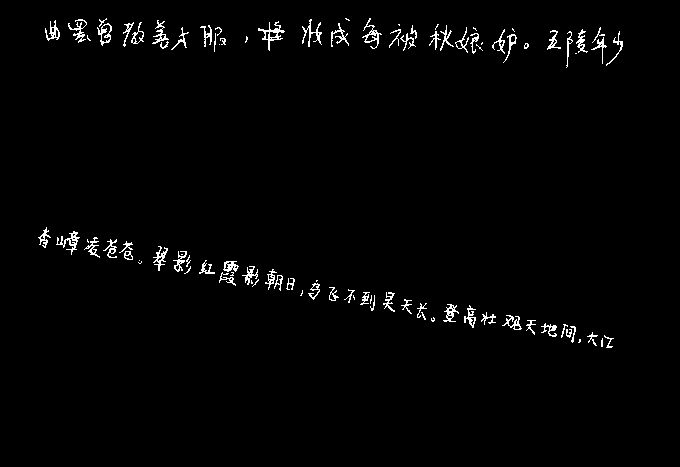 曲罢曾教善才服，妆成每被秋娘妒。五陵年少
杳嶂凌苍苍。翠影红霞影朝日，鸟飞不到吴天长。登高壮观天地间，大江